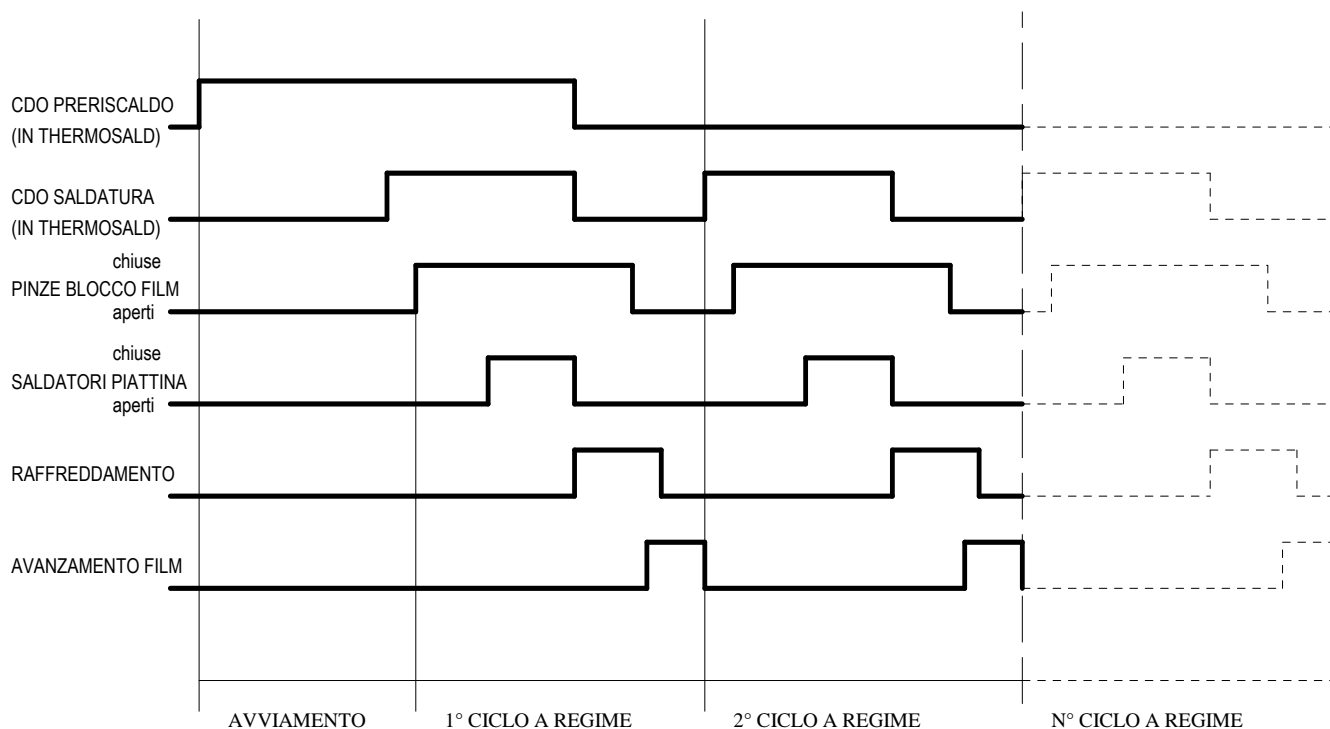 CDO PRERISCALDO
(IN THERMOSALD)
CDO SALDATURA
(IN THERMOSALD)
chiuse
PINZE BLOCCO FILM
aperti
chiuse
SALDATORI PIATTINA
aperti
RAFFREDDAMENTO
AVANZAMENTO FILM
AVVIAMENTO 1° CICLO A REGIME 2° CICLO A REGIME N° CICLO A REGIME